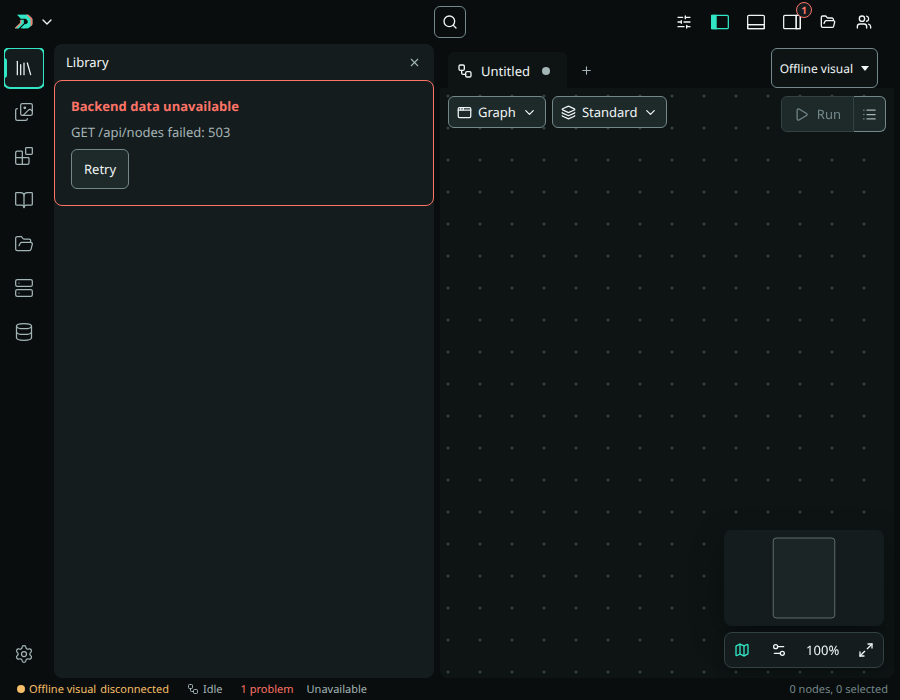 1
Library
Untitled
Offline visual
Backend data unavailable
GET /api/nodes failed: 503
Retry
Graph
Standard
Run
100%
Offline visual disconnected
Idle
1 problem
Unavailable
0 nodes, 0 selected